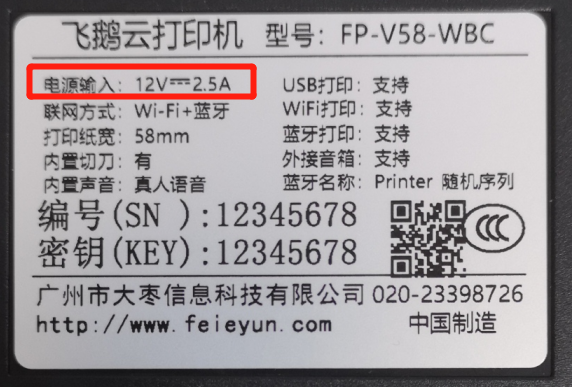 飞鹅云打印机 型号: FP-V58-WBC
电源输入: 12V⎓2.5A USB打印: 支持
联网方式: Wi-Fi+蓝牙 WiFi打印: 支持
打印纸宽: 58mm 蓝牙打印: 支持
内置切刀: 有 外接音箱: 支持
内置声音: 真人语音 蓝牙名称: Printer 随机序列
编号(SN ):12345678
密钥(KEY):12345678
CCC
广州市大枣信息科技有限公司 020-23398726
http://www.feieyun.com 中国制造